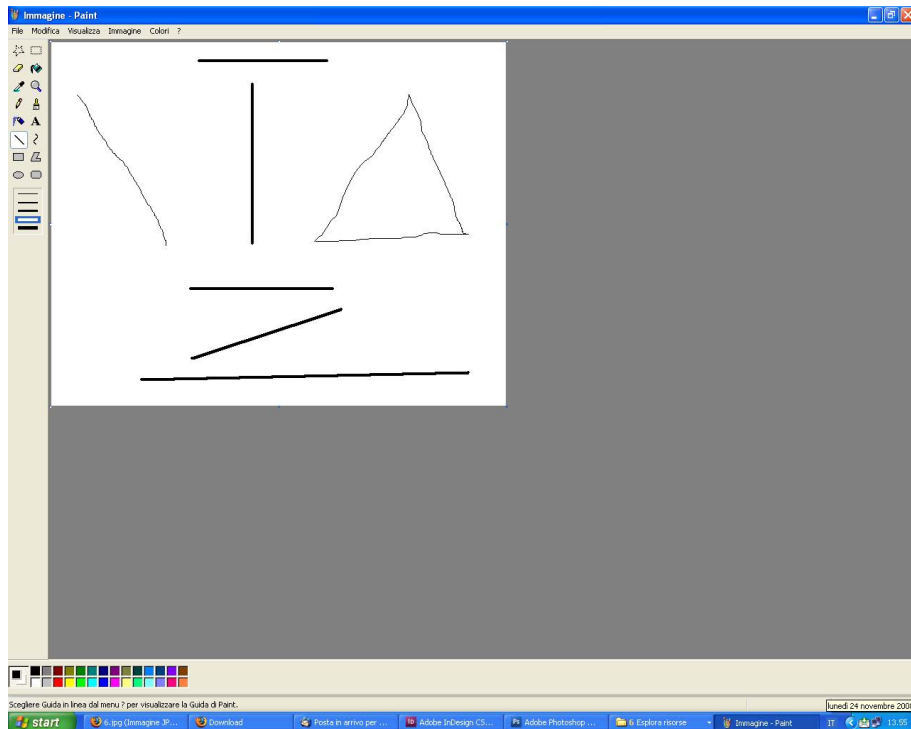 Immagine - Paint
File Modifica Visualizza Immagine Colori ?
A
Scegliere Guida in linea dal menu ? per visualizzare la Guida di Paint.
lunedì 24 novembre 200
start 6.jpg (Immagine JP... Download Posta in arrivo per ... Adobe InDesign CS... Adobe Photoshop ... 6 Esplora risorse Immagine - Paint IT 13.55